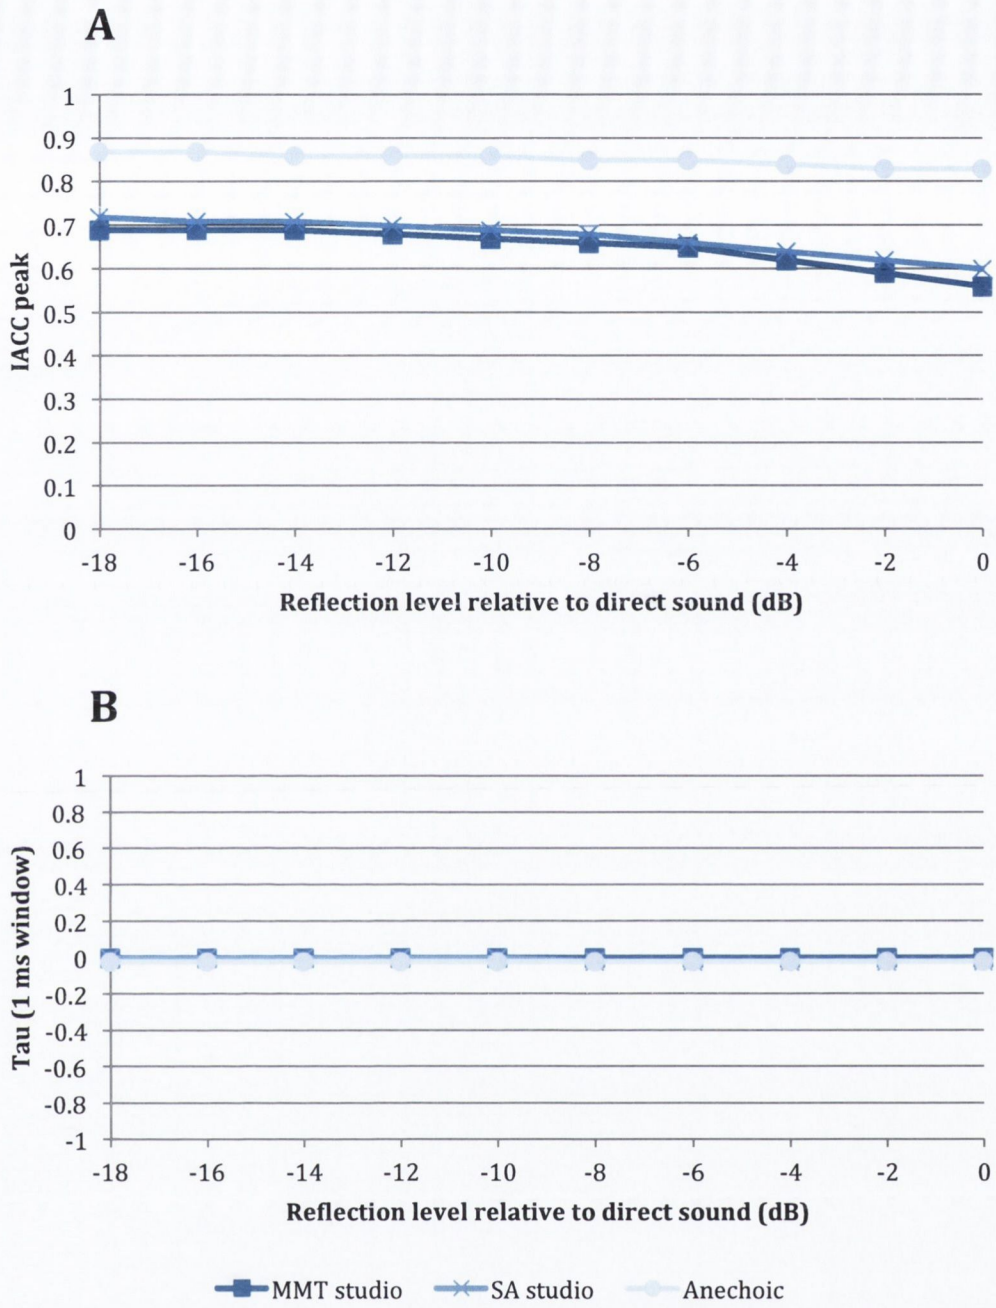 A
1
0.9
0.8
0.7
0.6
0.5
0.4
0.3
0.2
0.1
0
IACC peak
-18 -16 -14 -12 -10 -8 -6 -4 -2 0
Reflection level relative to direct sound (dB)
B
1
0.8
0.6
0.4
0.2
0
-0.2
-0.4
-0.6
-0.8
-1
Tau (1 ms window)
-18 -16 -14 -12 -10 -8 -6 -4 -2 0
Reflection level relative to direct sound (dB)
MMT studio SA studio Anechoic